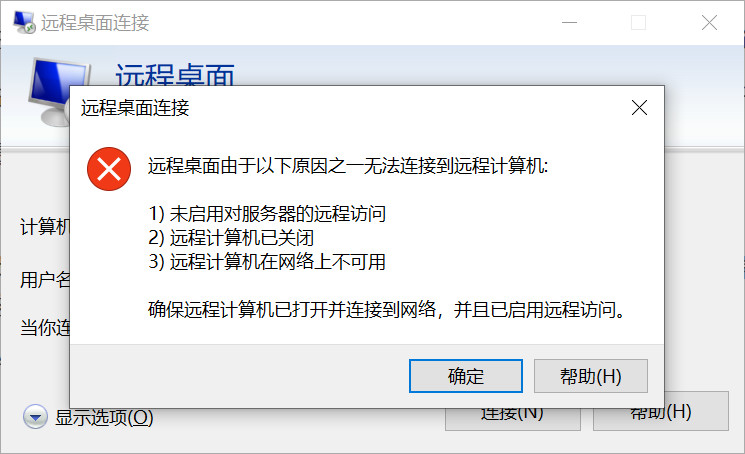 远程桌面连接
远程桌面
远程桌面连接
远程桌面由于以下原因之一无法连接到远程计算机:
1) 未启用对服务器的远程访问
2) 远程计算机已关闭
3) 远程计算机在网络上不可用
确保远程计算机已打开并连接到网络，并且已启用远程访问。
计算机
用户名
当你连
确定
帮助(H)
显示选项(O)
连接(N)
帮助(H)